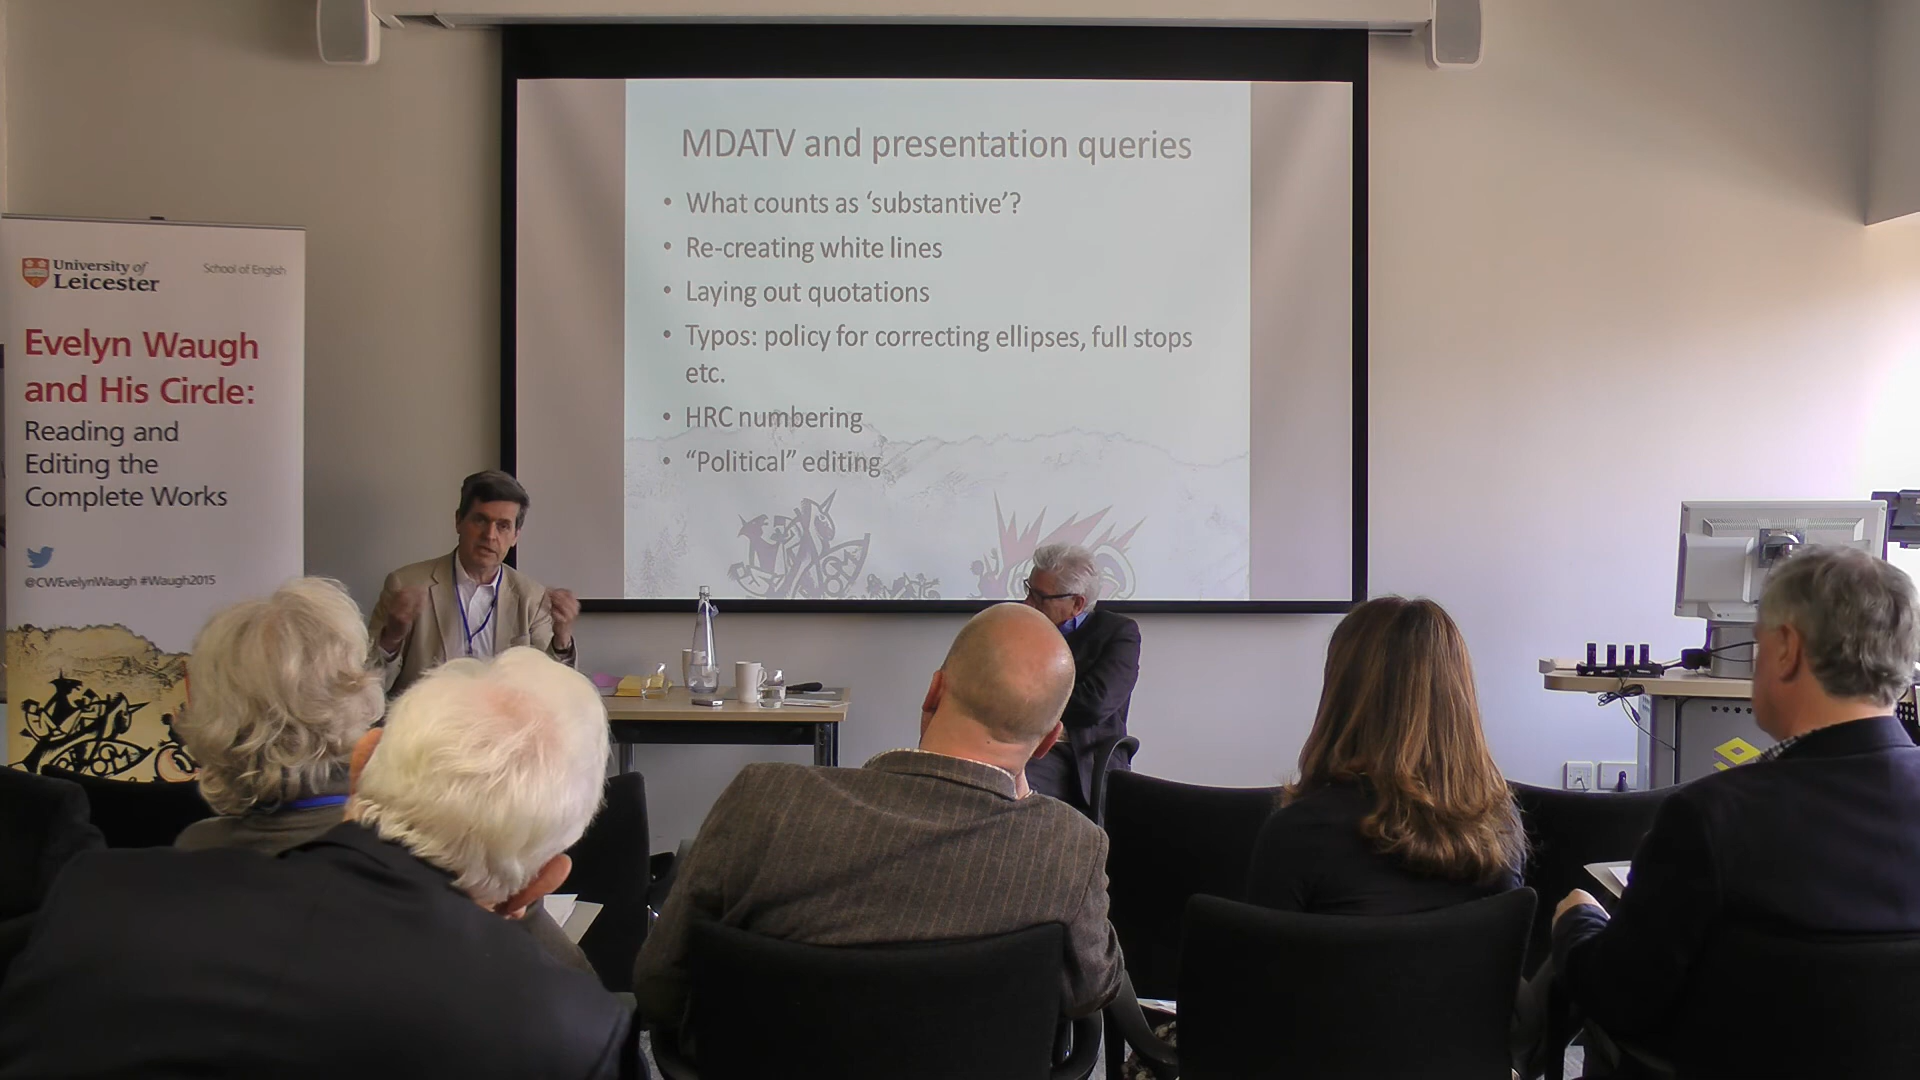 MDATV and presentation queries
• What counts as ‘substantive’?
• Re-creating white lines
• Laying out quotations
• Typos: policy for correcting ellipses, full stops
etc.
• HRC numbering
• “Political” editing
University of
Leicester
School of English
Evelyn Waugh
and His Circle:
Reading and
Editing the
Complete Works
@CWEvelynWaugh #Waugh2015